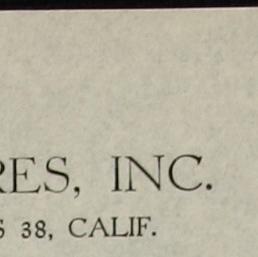 RES, INC.
S 38, CALIF.